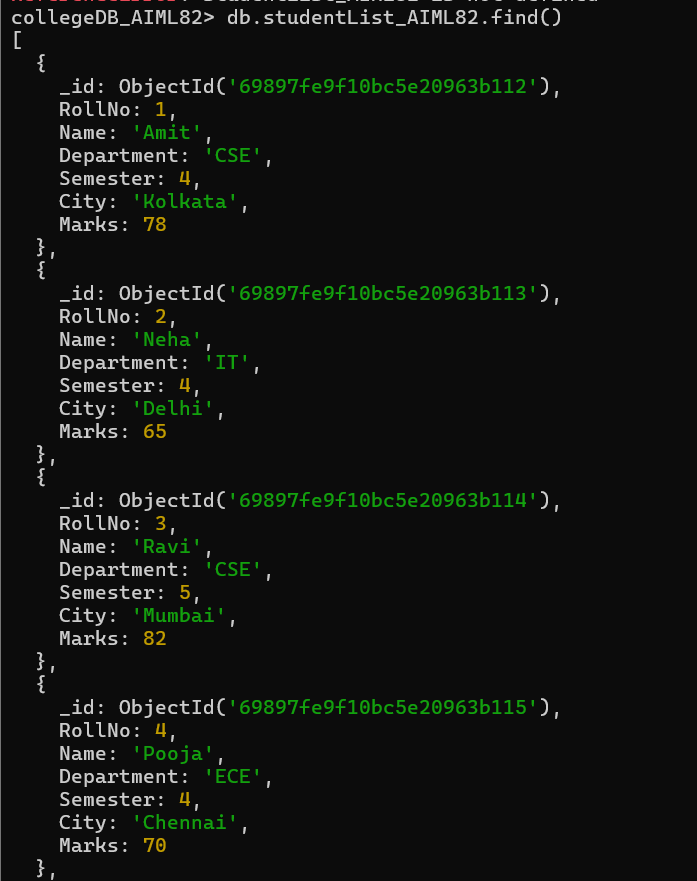 collegeDB_AIML82> db.studentList_AIML82.find()
[
  {
    _id: ObjectId('69897fe9f10bc5e20963b112'),
    RollNo: 1,
    Name: 'Amit',
    Department: 'CSE',
    Semester: 4,
    City: 'Kolkata',
    Marks: 78
  },
  {
    _id: ObjectId('69897fe9f10bc5e20963b113'),
    RollNo: 2,
    Name: 'Neha',
    Department: 'IT',
    Semester: 4,
    City: 'Delhi',
    Marks: 65
  },
  {
    _id: ObjectId('69897fe9f10bc5e20963b114'),
    RollNo: 3,
    Name: 'Ravi',
    Department: 'CSE',
    Semester: 5,
    City: 'Mumbai',
    Marks: 82
  },
  {
    _id: ObjectId('69897fe9f10bc5e20963b115'),
    RollNo: 4,
    Name: 'Pooja',
    Department: 'ECE',
    Semester: 4,
    City: 'Chennai',
    Marks: 70
  },